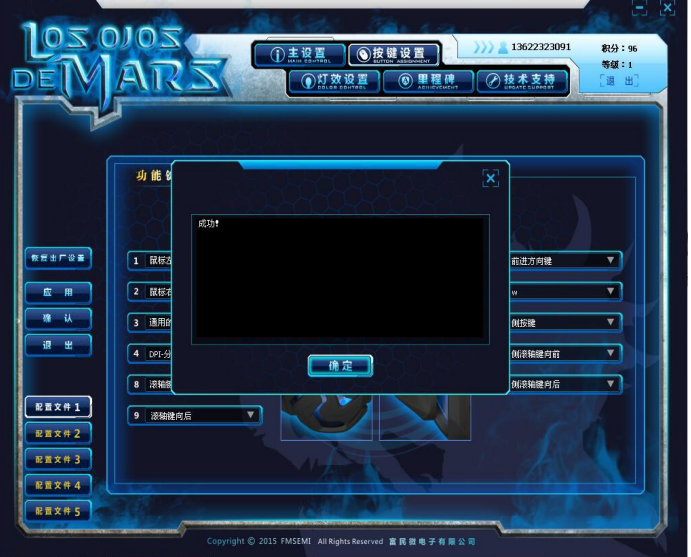 LOS OJOS
DE MARS
主设置
MAIN CONTROL
按键设置
BUTTON ASSIGNMENT
13622323091
积分：96
等级：1
退 出
灯效设置
COLOR CONTROL
里程碑
ACHIEVEMENT
技术支持
UPDATE SUPPORT
功能
成功!
确定
恢复出厂设置
应 用
确 认
退 出
1 鼠标左
2 鼠标右
3 通用的
4 DPI-分
8 滚轴
9 滚轴键向后
前进方向键
w
侧按键
侧滚轴键向前
侧滚轴键向后
配置文件 1
配置文件 2
配置文件 3
配置文件 4
配置文件 5
Copyright © 2015 FMSEMI All Rights Reserved 富民微电子有限公司